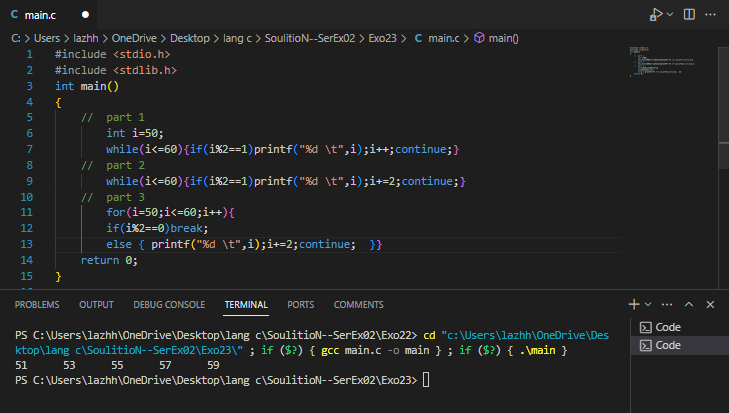 C main.c ●
C: > Users > lazhh > OneDrive > Desktop > lang c > SoulitioN--SerEx02 > Exo23 > C main.c > main()
1 #include <stdio.h>
2 #include <stdlib.h>
3 int main()
4 {
5 // part 1
6 int i=50;
7 while(i<=60){if(i%2==1)printf("%d \t",i);i++;continue;}
8 // part 2
9 while(i<=60){if(i%2==1)printf("%d \t",i);i+=2;continue;}
10 // part 3
11 for(i=50;i<=60;i++){
12 if(i%2==0)break;
13 else { printf("%d \t",i);i+=2;continue; }}
14 return 0;
15 }
PROBLEMS OUTPUT DEBUG CONSOLE TERMINAL PORTS COMMENTS
PS C:\Users\lazhh\OneDrive\Desktop\lang c\SoulitioN--SerEx02\Exo22> cd "c:\Users\lazhh\OneDrive\Des
ktop\lang c\SoulitioN--SerEx02\Exo23\" ; if ($?) { gcc main.c -o main } ; if ($?) { .\main }
51 53 55 57 59
PS C:\Users\lazhh\OneDrive\Desktop\lang c\SoulitioN--SerEx02\Exo23>
Code
Code